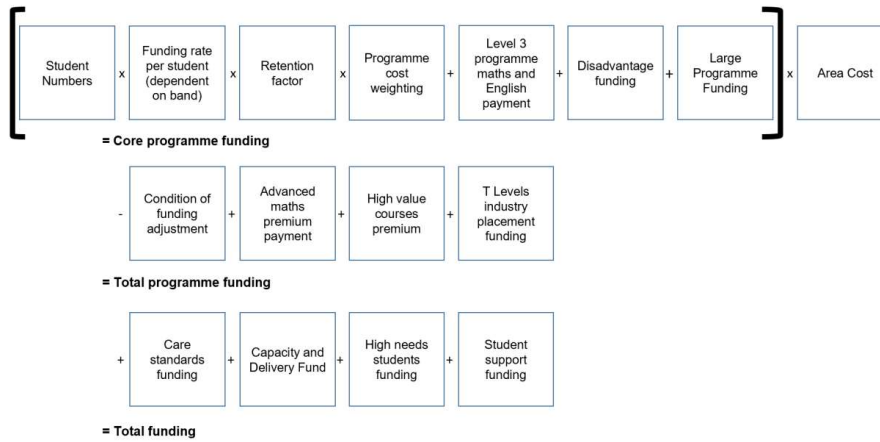 Student Numbers x Funding rate per student (dependent on band) x Retention factor x Programme cost weighting + Level 3 programme maths and English payment + Disadvantage funding + Large Programme Funding x Area Cost
= Core programme funding
- Condition of funding adjustment + Advanced maths premium payment + High value courses premium + T Levels industry placement funding
= Total programme funding
+ Care standards funding + Capacity and Delivery Fund + High needs students funding + Student support funding
= Total funding